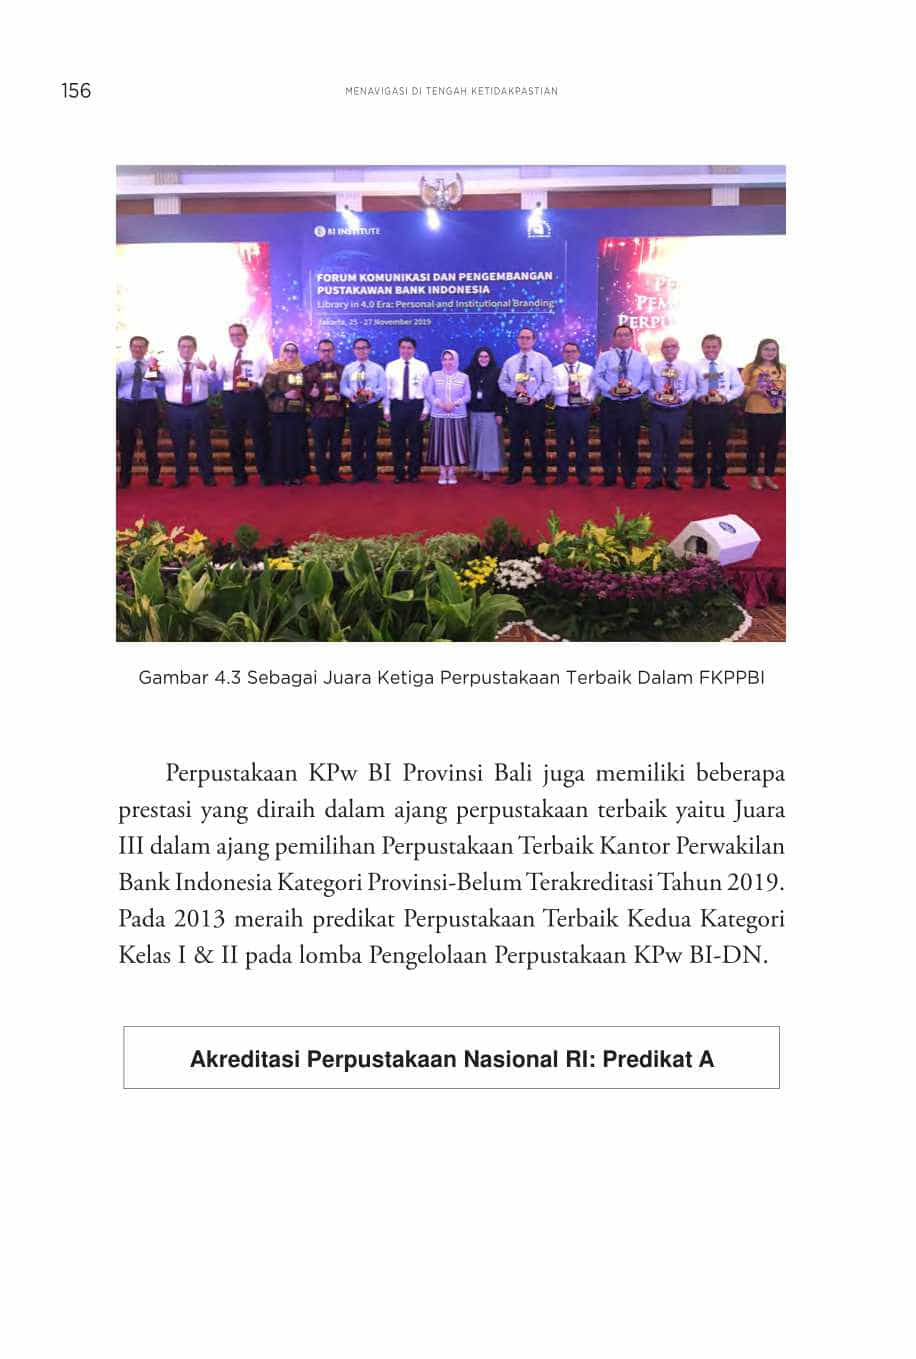 156
MENAVIGASI DI TENGAH KETIDAKPASTIAN
BI INSTITUTE
FORUM KOMUNIKASI DAN PENGEMBANGAN
PUSTAKAWAN BANK INDONESIA
Library in 4.0 Era: Personal and Institutional Branding
Jakarta, 25 - 27 November 2019
Gambar 4.3 Sebagai Juara Ketiga Perpustakaan Terbaik Dalam FKPPBI
Perpustakaan KPw BI Provinsi Bali juga memiliki beberapa
prestasi yang diraih dalam ajang perpustakaan terbaik yaitu Juara
III dalam ajang pemilihan Perpustakaan Terbaik Kantor Perwakilan
Bank Indonesia Kategori Provinsi-Belum Terakreditasi Tahun 2019.
Pada 2013 meraih predikat Perpustakaan Terbaik Kedua Kategori
Kelas I & II pada lomba Pengelolaan Perpustakaan KPw BI-DN.
Akreditasi Perpustakaan Nasional RI: Predikat A